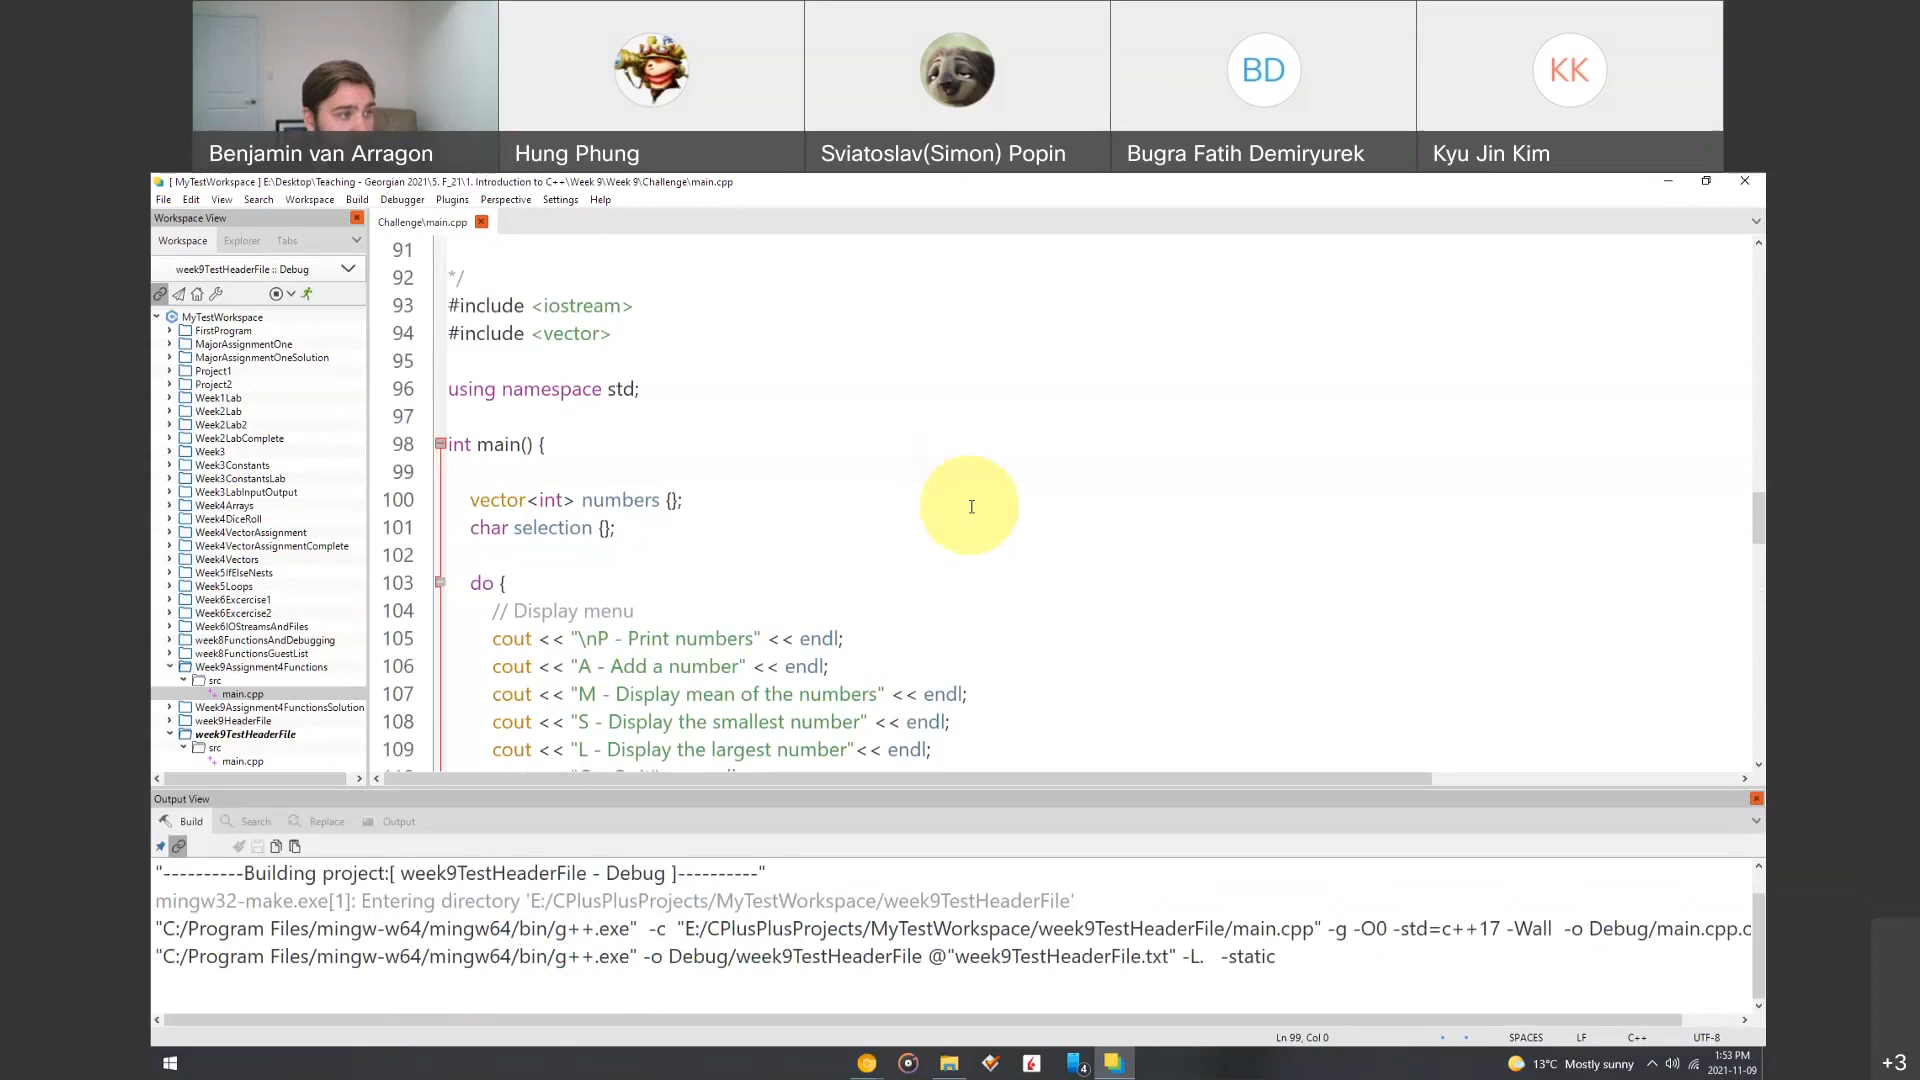 BD
KK
Benjamin van Arragon
Hung Phung
Sviatoslav(Simon) Popin
Bugra Fatih Demiryurek
Kyu Jin Kim
[ MyTestWorkspace ] E:\Desktop\Teaching - Georgian 2021\5. F_21\1. Introduction to C++\Week 9\Week 9\Challenge\main.cpp
File Edit View Search Workspace Build Debugger Plugins Perspective Settings Help
Workspace View
Challenge\main.cpp
Workspace Explorer Tabs
week9TestHeaderFile :: Debug
MyTestWorkspace
FirstProgram
MajorAssignmentOne
MajorAssignmentOneSolution
Project1
Project2
Week1Lab
Week2Lab
Week2Lab2
Week2LabComplete
Week3
Week3Constants
Week3ConstantsLab
Week3LabInputOutput
Week4Arrays
Week4DiceRoll
Week4VectorAssignment
Week4VectorAssignmentComplete
Week4Vectors
Week5IfElseNests
Week5Loops
Week6Excercise1
Week6Excercise2
Week6IOStreamsAndFiles
week8FunctionsAndDebugging
week8FunctionsGuestList
Week9Assignment4Functions
src
main.cpp
Week9Assignment4FunctionsSolution
week9HeaderFile
week9TestHeaderFile
src
main.cpp
91
92 */
93 #include <iostream>
94 #include <vector>
95
96 using namespace std;
97
98 int main() {
99
100 vector<int> numbers {};
101 char selection {};
102
103 do {
104 // Display menu
105 cout << "\nP - Print numbers" << endl;
106 cout << "A - Add a number" << endl;
107 cout << "M - Display mean of the numbers" << endl;
108 cout << "S - Display the smallest number" << endl;
109 cout << "L - Display the largest number"<< endl;
Output View
Build Search Replace Output
"----------Building project:[ week9TestHeaderFile - Debug ]----------"
mingw32-make.exe[1]: Entering directory 'E:/CPlusPlusProjects/MyTestWorkspace/week9TestHeaderFile'
"C:/Program Files/mingw-w64/mingw64/bin/g++.exe" -c "E:/CPlusPlusProjects/MyTestWorkspace/week9TestHeaderFile/main.cpp" -g -O0 -std=c++17 -Wall -o Debug/main.cpp.c
"C:/Program Files/mingw-w64/mingw64/bin/g++.exe" -o Debug/week9TestHeaderFile @"week9TestHeaderFile.txt" -L. -static
Ln 99, Col 0 SPACES LF C++ UTF-8
4
13°C Mostly sunny
1:53 PM
2021-11-09
+3